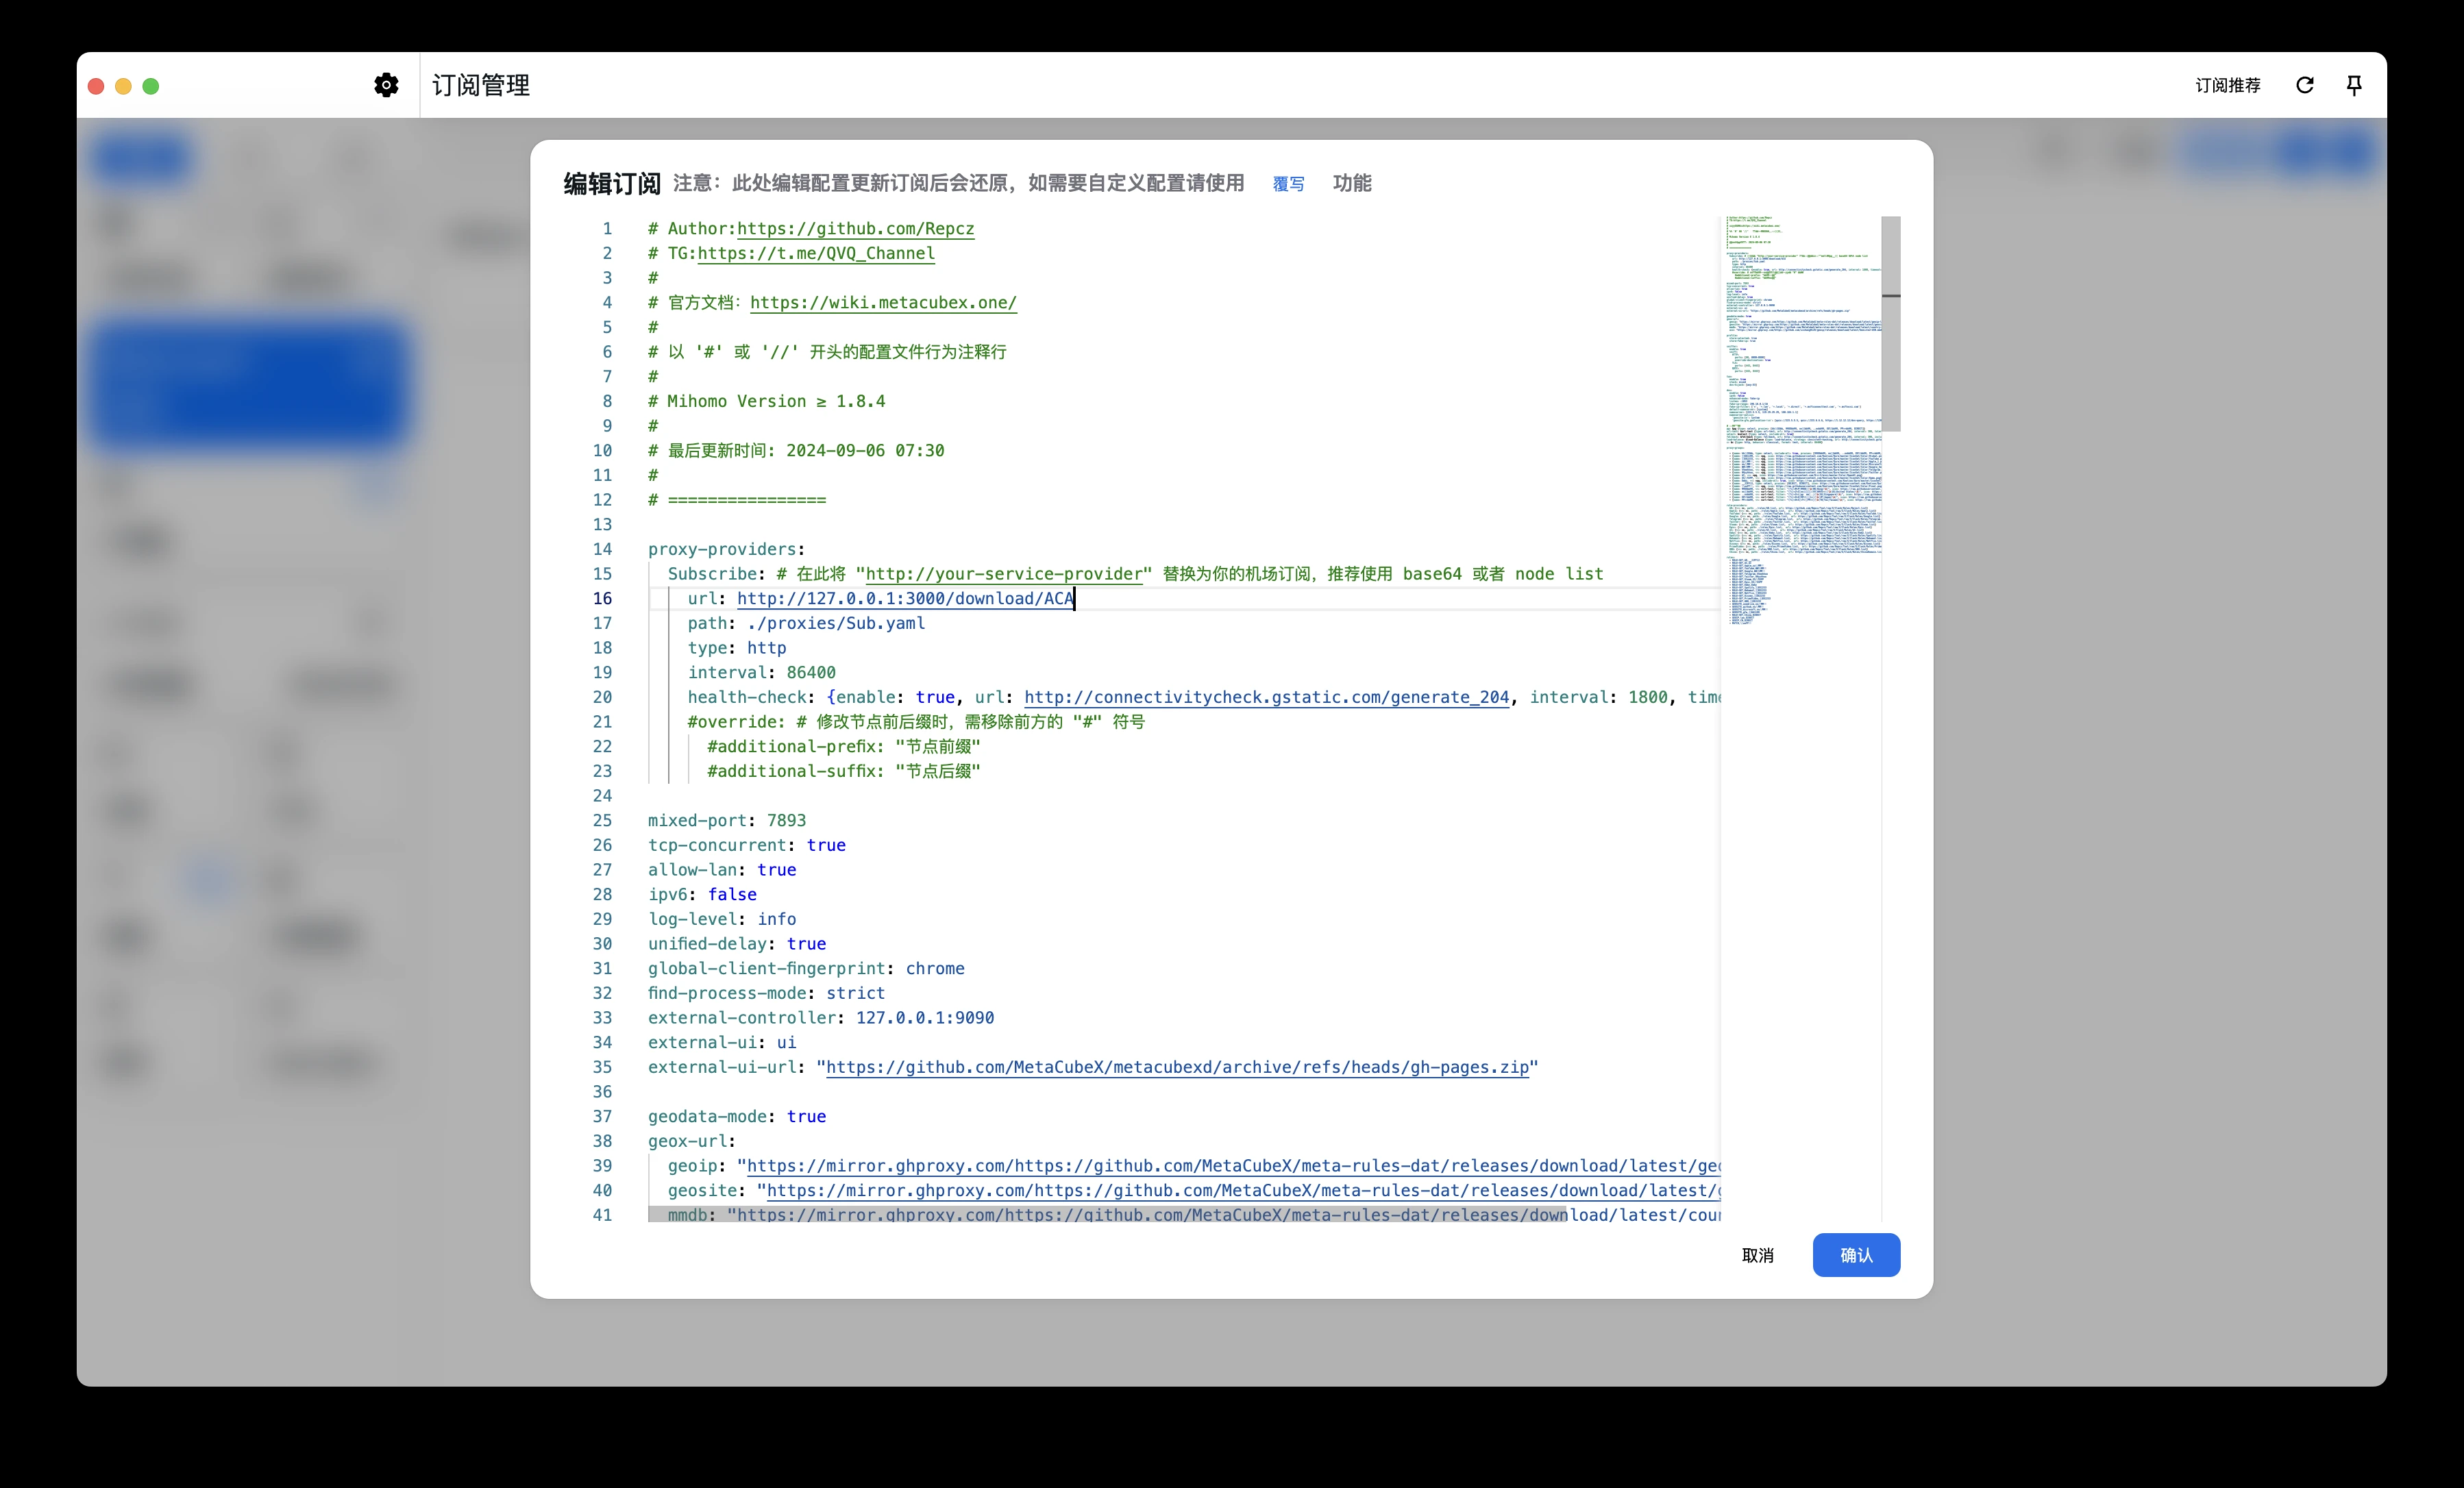 订阅管理
订阅推荐
编辑订阅 注意：此处编辑配置更新订阅后会还原，如需要自定义配置请使用 覆写 功能
1 # Author:https://github.com/Repcz
2 # TG:https://t.me/QVQ_Channel
3 #
4 # 官方文档：https://wiki.metacubex.one/
5 #
6 # 以 '#' 或 '//' 开头的配置文件行为注释行
7 #
8 # Mihomo Version ≥ 1.8.4
9 #
10 # 最后更新时间: 2024-09-06 07:30
11 #
12 # ================
13
14 proxy-providers:
15 Subscribe: # 在此将 "http://your-service-provider" 替换为你的机场订阅，推荐使用 base64 或者 node list
16 url: http://127.0.0.1:3000/download/ACA
17 path: ./proxies/Sub.yaml
18 type: http
19 interval: 86400
20 health-check: {enable: true, url: http://connectivitycheck.gstatic.com/generate_204, interval: 1800, time
21 #override: # 修改节点前后缀时，需移除前方的 "#" 符号
22 #additional-prefix: "节点前缀"
23 #additional-suffix: "节点后缀"
24
25 mixed-port: 7893
26 tcp-concurrent: true
27 allow-lan: true
28 ipv6: false
29 log-level: info
30 unified-delay: true
31 global-client-fingerprint: chrome
32 find-process-mode: strict
33 external-controller: 127.0.0.1:9090
34 external-ui: ui
35 external-ui-url: "https://github.com/MetaCubeX/metacubexd/archive/refs/heads/gh-pages.zip"
36
37 geodata-mode: true
38 geox-url:
39 geoip: "https://mirror.ghproxy.com/https://github.com/MetaCubeX/meta-rules-dat/releases/download/latest/geo
40 geosite: "https://mirror.ghproxy.com/https://github.com/MetaCubeX/meta-rules-dat/releases/download/latest/g
41 mmdb: "https://mirror.ghproxy.com/https://github.com/MetaCubeX/meta-rules-dat/releases/download/latest/cour
取消
确认